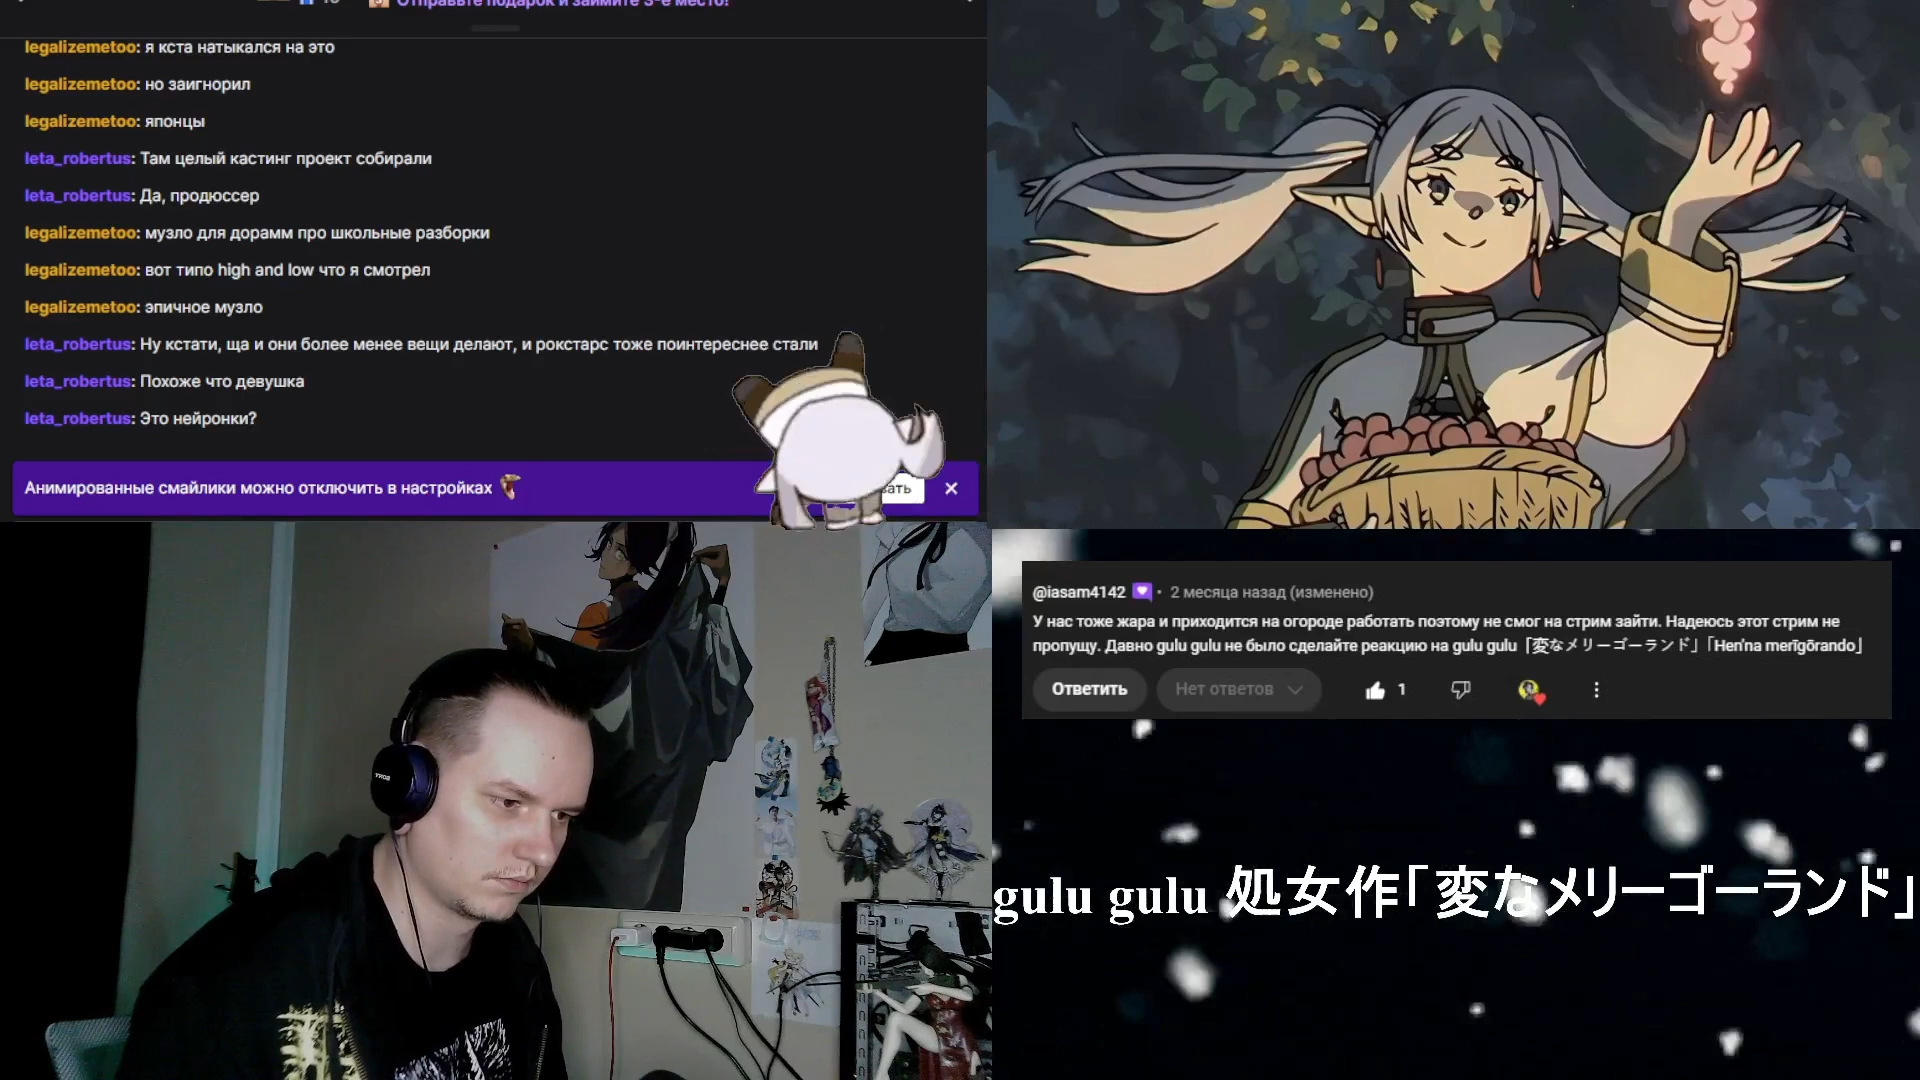 Отправьте подарок и займите 3-е место!
legalizemetoo: я кста натыкался на это
legalizemetoo: но заигнорил
legalizemetoo: японцы
leta_robertus: Там целый кастинг проект собирали
leta_robertus: Да, продюссер
legalizemetoo: музло для дорамм про школьные разборки
legalizemetoo: вот типо high and low что я смотрел
legalizemetoo: эпичное музло
leta_robertus: Ну кстати, ща и они более менее вещи делают, и рокстарс тоже поинтереснее стали
leta_robertus: Похоже что девушка
leta_robertus: Это нейронки?
Анимированные смайлики можно отключить в настройках
SONY
@iasam4142 · 2 месяца назад (изменено)
У нас тоже жара и приходится на огороде работать поэтому не смог на стрим зайти. Надеюсь этот стрим не
пропущу. Давно gulu gulu не было сделайте реакцию на gulu gulu「変なメリーゴーランド」「Hen'na merīgōrando」
Ответить Нет ответов 1
gulu gulu 処女作「変なメリーゴーランド」